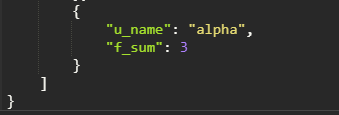 {
"u_name": "alpha",
"f_sum": 3
}
]
}